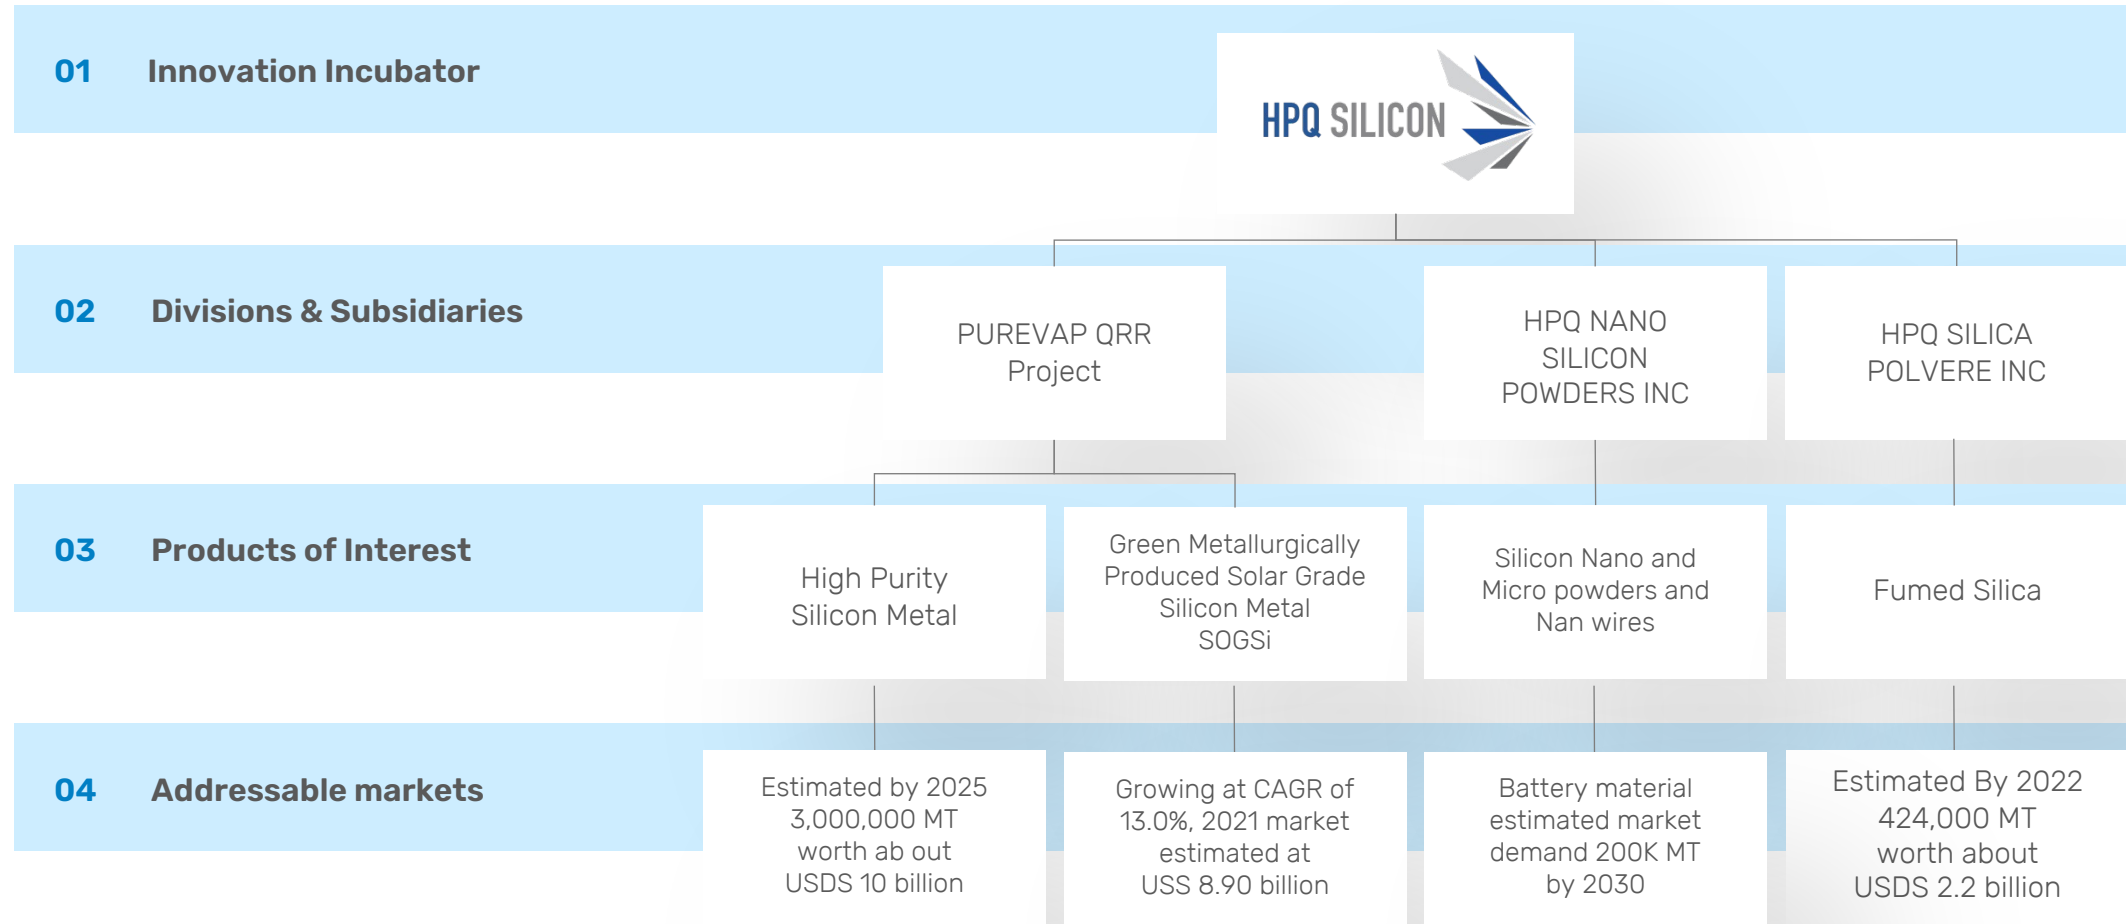 01 Innovation Incubator
HPQ SILICON
02 Divisions & Subsidiaries
PUREVAP QRR
Project
HPQ NANO
SILICON
POWDERS INC
HPQ SILICA
POLVERE INC
03 Products of Interest
High Purity
Silicon Metal
Green Metallurgically
Produced Solar Grade
Silicon Metal
SOGSi
Silicon Nano and
Micro powders and
Nan wires
Fumed Silica
04 Addressable markets
Estimated by 2025
3,000,000 MT
worth ab out
USDS 10 billion
Growing at CAGR of
13.0%, 2021 market
estimated at
USS 8.90 billion
Battery material
estimated market
demand 200K MT
by 2030
Estimated By 2022
424,000 MT
worth about
USDS 2.2 billion